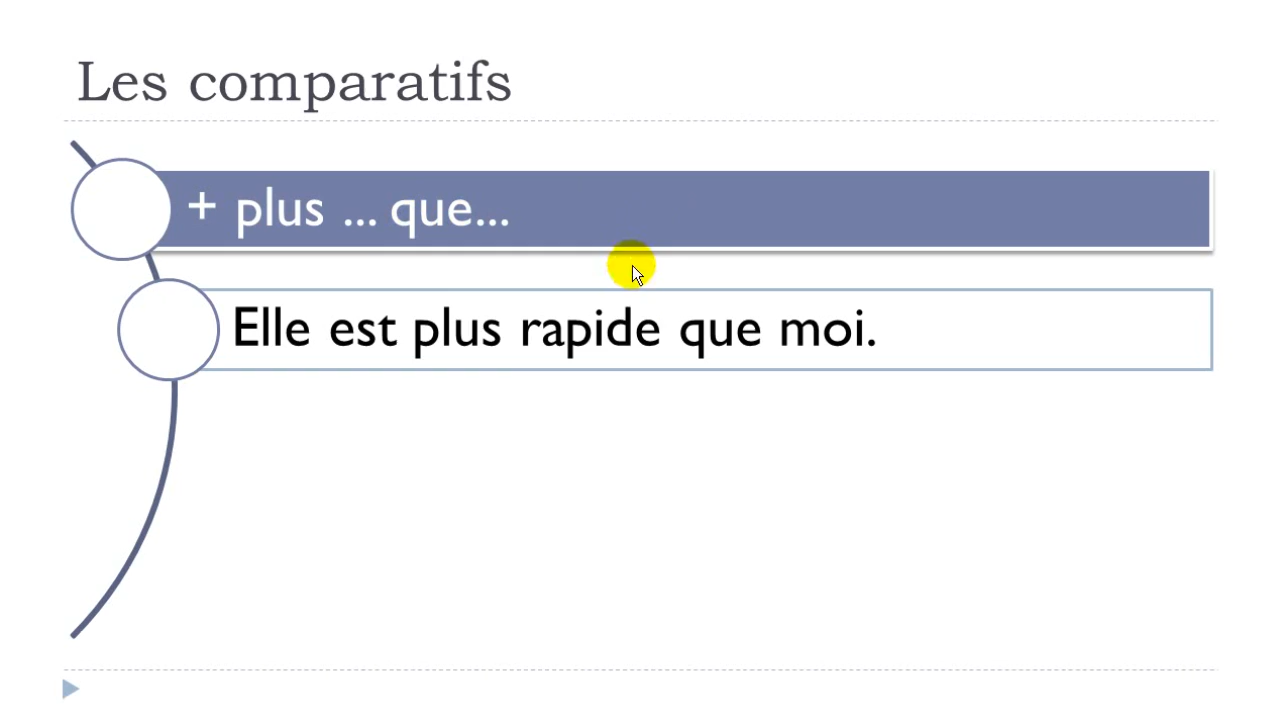 Les comparatifs
+ plus ... que...
Elle est plus rapide que moi.